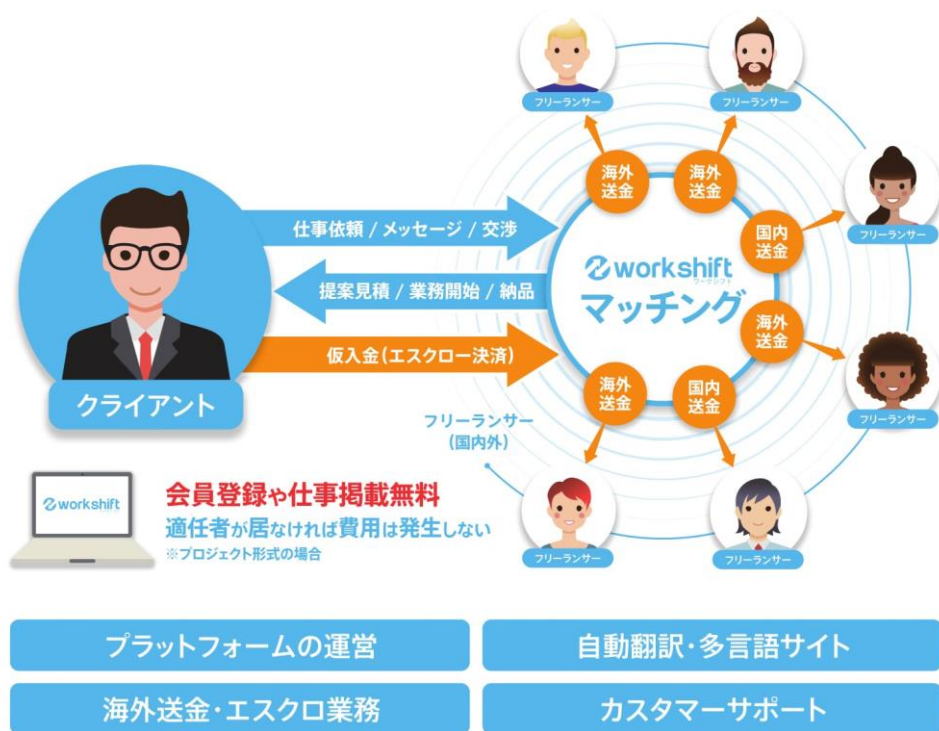 フリーランサー
フリーランサー
海外
送金
海外
送金
フリーランサー
国内
送金
仕事依頼 / メッセージ / 交渉
workshift
ワークシフト
マッチング
提案見積 / 業務開始 / 納品
海外
送金
仮入金(エスクロー決済)
海外
送金
国内
送金
フリーランサー
クライアント
フリーランサー
(国内外)
フリーランサー
フリーランサー
workshift
会員登録や仕事掲載無料
適任者が居なければ費用は発生しない
※プロジェクト形式の場合
プラットフォームの運営
自動翻訳・多言語サイト
海外送金・エスクロ業務
カスタマーサポート